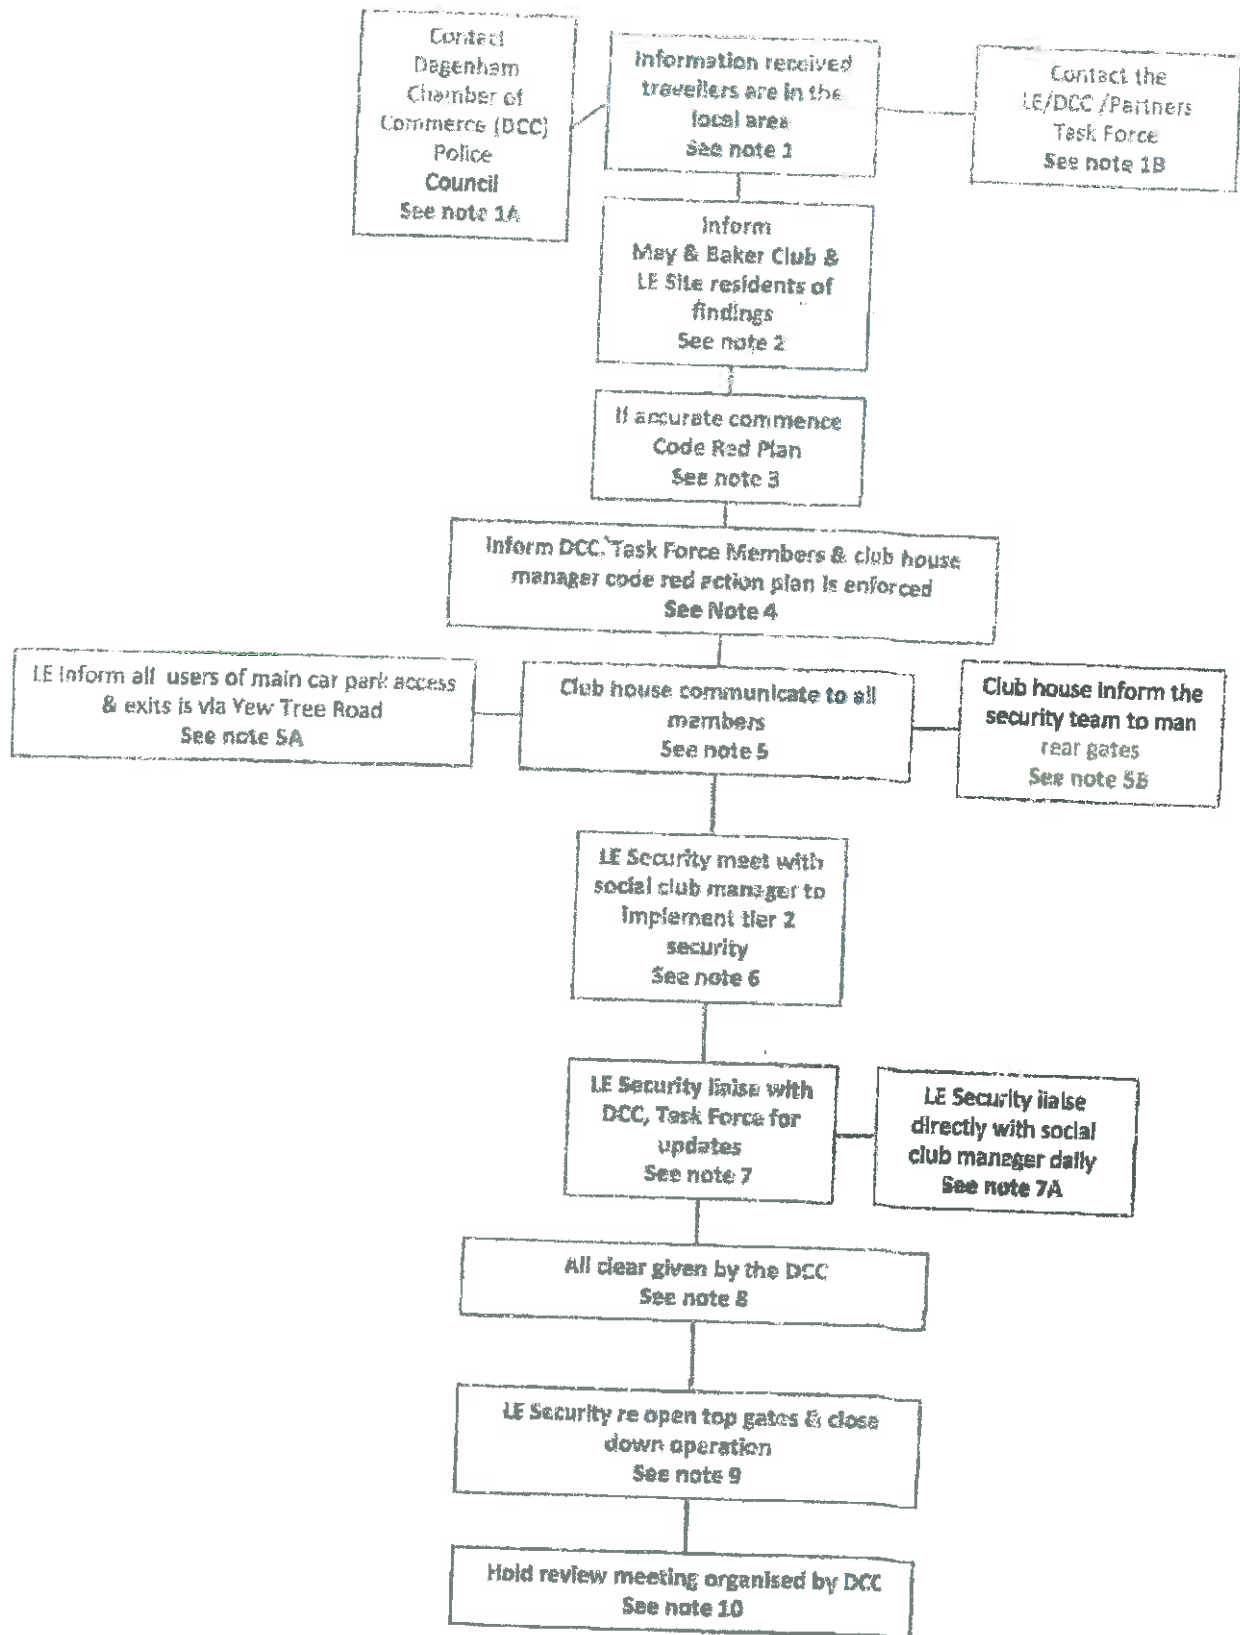 Contact
Dagenham
Chamber of
Commerce (DCC)
Police
Council
See note 1A
Information received
travellers are in the
local area
See note 1
Contact the
LE/DCC /Partners
Task Force
See note 1B
Inform
May & Baker Club &
LE Site residents of
findings
See note 2
If accurate commence
Code Red Plan
See note 3
Inform DCC, Task Force Members & club house
manager code red action plan is enforced
See Note 4
LE Inform all users of main car park access
& exits is via Yew Tree Road
See note 5A
Club house communicate to all
members
See note 5
Club house inform the
security team to man
rear gates
See note 5B
LE Security meet with
social club manager to
implement tier 2
security
See note 6
LE Security liaise with
DCC, Task Force for
updates
See note 7
LE Security liaise
directly with social
club manager daily
See note 7A
All clear given by the DCC
See note 8
LE Security re open top gates & close
down operation
See note 9
Hold review meeting organised by DCC
See note 10